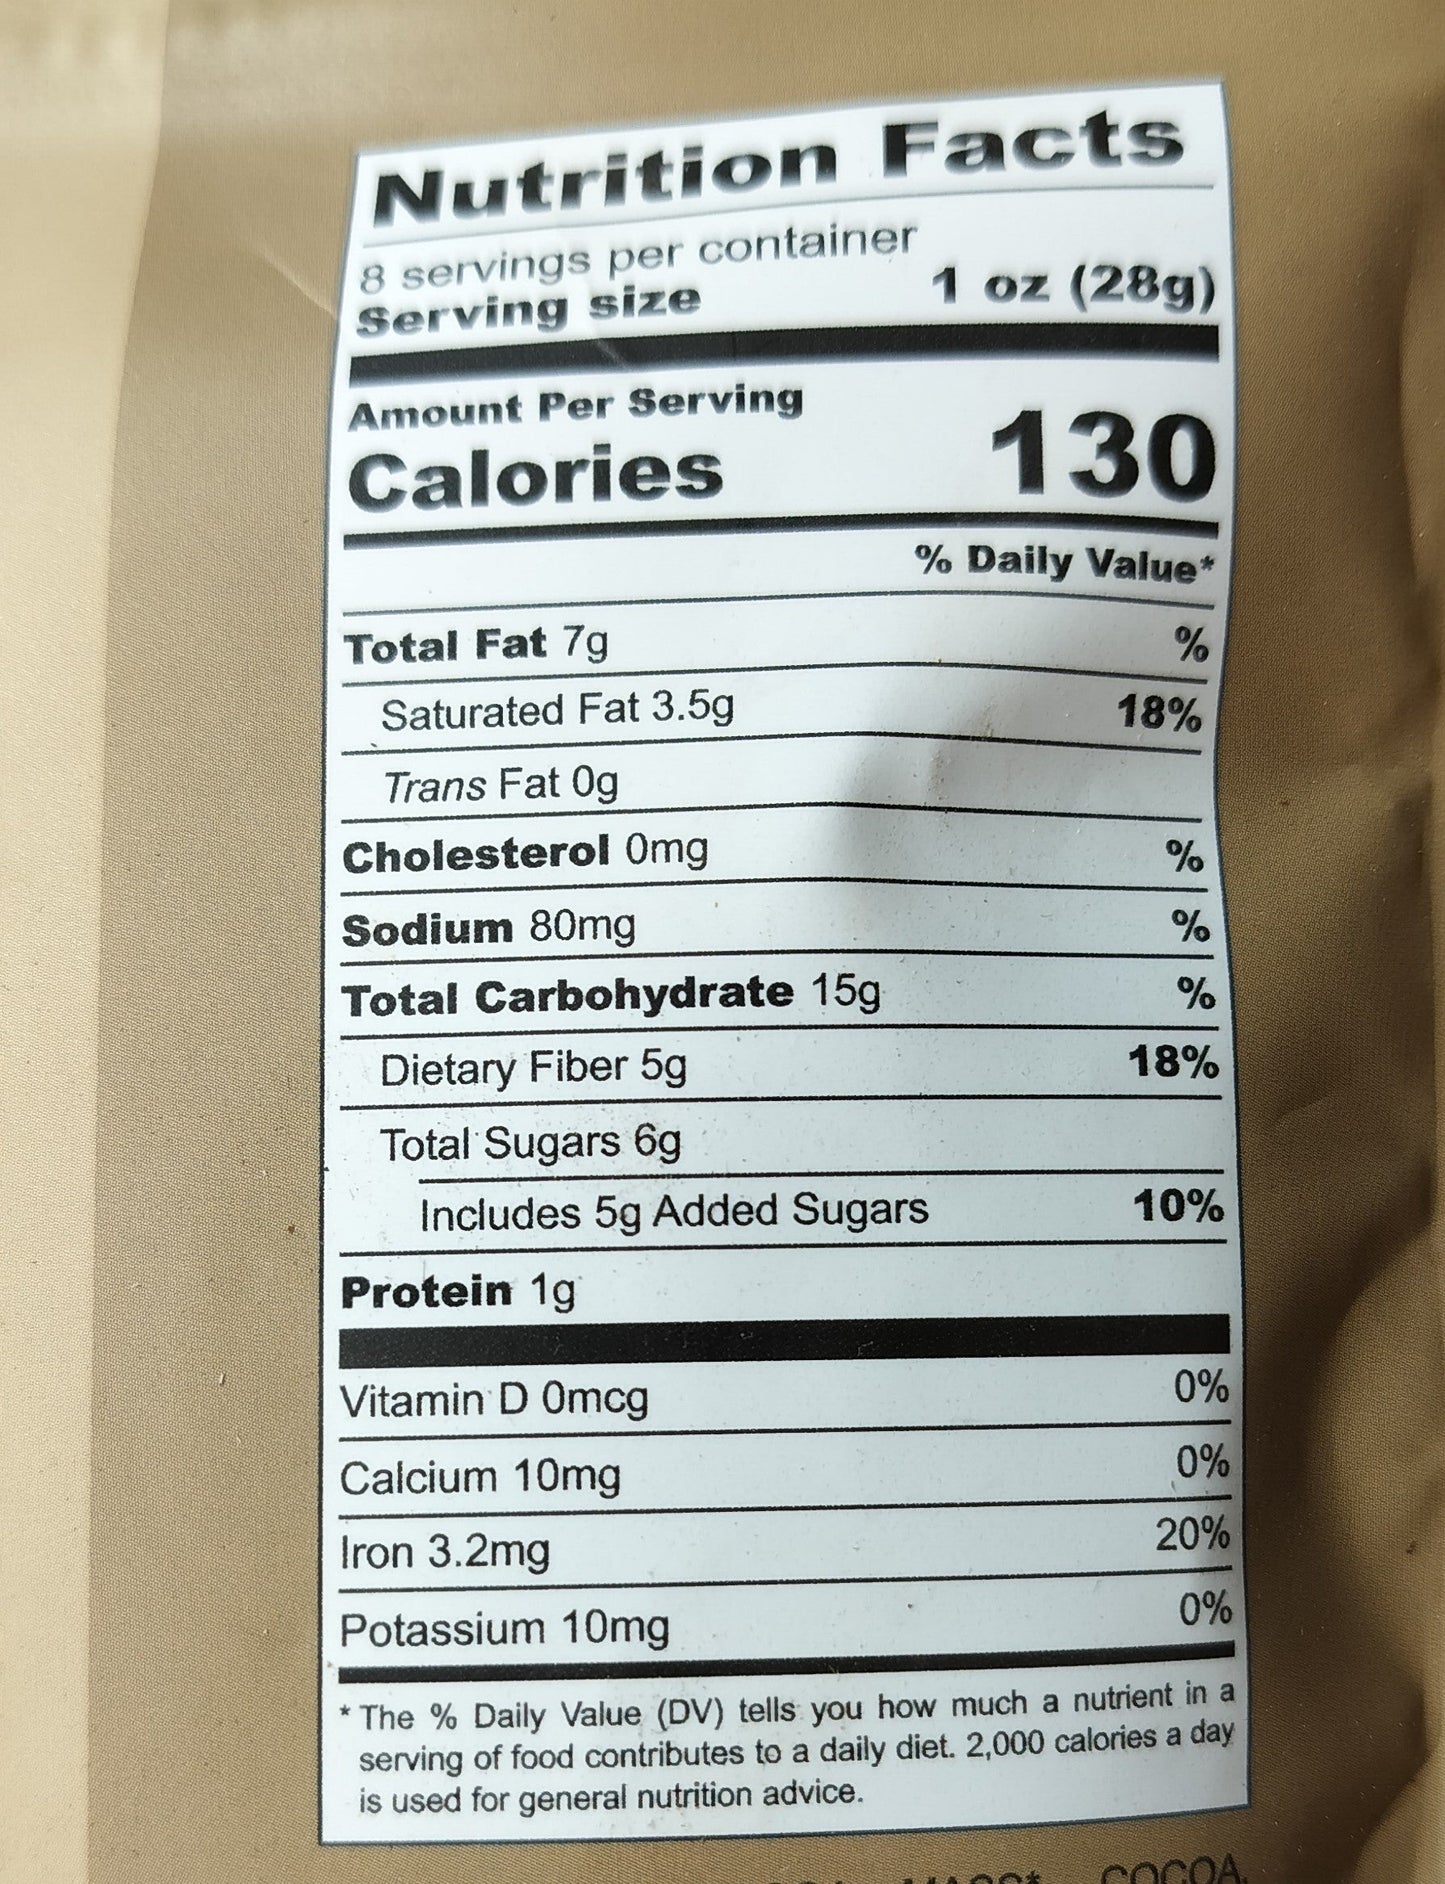 Nutrition Facts
8 servings per container
Serving size 1 oz (28g)
Amount Per Serving
Calories 130
% Daily Value*
Total Fat 7g %
Saturated Fat 3.5g 18%
Trans Fat 0g
Cholesterol 0mg %
Sodium 80mg %
Total Carbohydrate 15g %
Dietary Fiber 5g 18%
Total Sugars 6g
Includes 5g Added Sugars 10%
Protein 1g
Vitamin D 0mcg 0%
Calcium 10mg 0%
Iron 3.2mg 20%
Potassium 10mg 0%
* The % Daily Value (DV) tells you how much a nutrient in a
serving of food contributes to a daily diet. 2,000 calories a day
is used for general nutrition advice.
COCOA